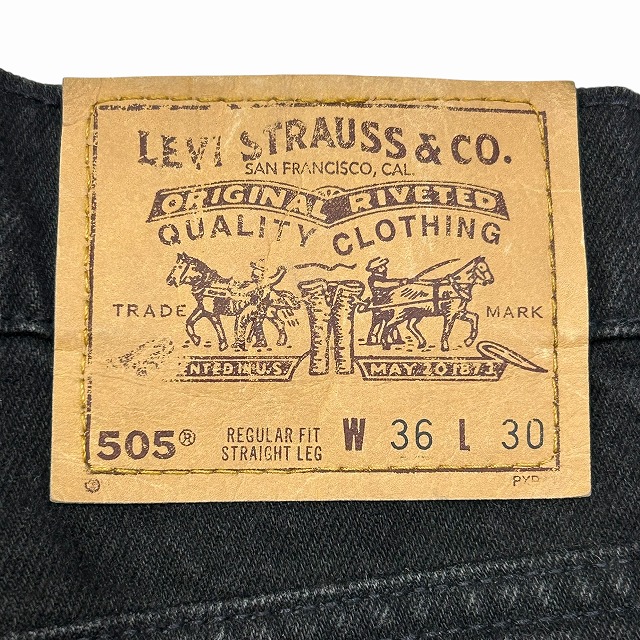 LEVI STRAUSS & CO.
SAN FRANCISCO, CAL.
ORIGINAL RIVETED
QUALITY CLOTHING
TRADE MARK
MAY 20 1873
505® REGULAR FIT W 36 L 30
STRAIGHT LEG